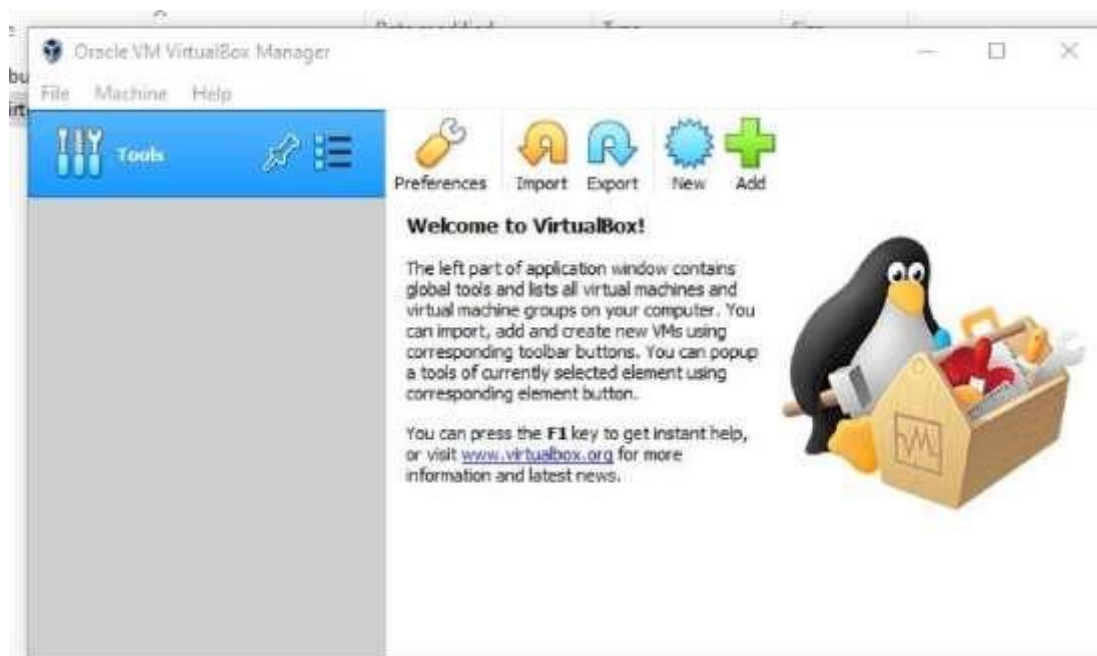 Date modified Type Size
Oracle VM VirtualBox Manager
File Machine Help
Tools
Preferences Import Export New Add
Welcome to VirtualBox!
The left part of application window contains
global tools and lists all virtual machines and
virtual machine groups on your computer. You
can import, add and create new VMs using
corresponding toolbar buttons. You can popup
a tools of currently selected element using
corresponding element button.
You can press the F1 key to get instant help,
or visit www.virtualbox.org for more
information and latest news.